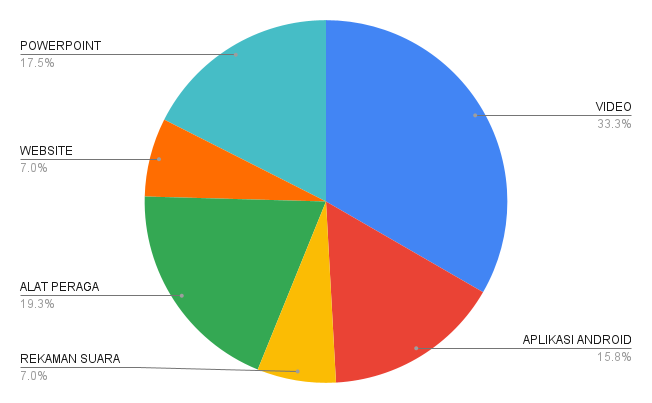 POWERPOINT
17.5%
VIDEO
33.3%
WEBSITE
7.0%
ALAT PERAGA
19.3%
APLIKASI ANDROID
15.8%
REKAMAN SUARA
7.0%